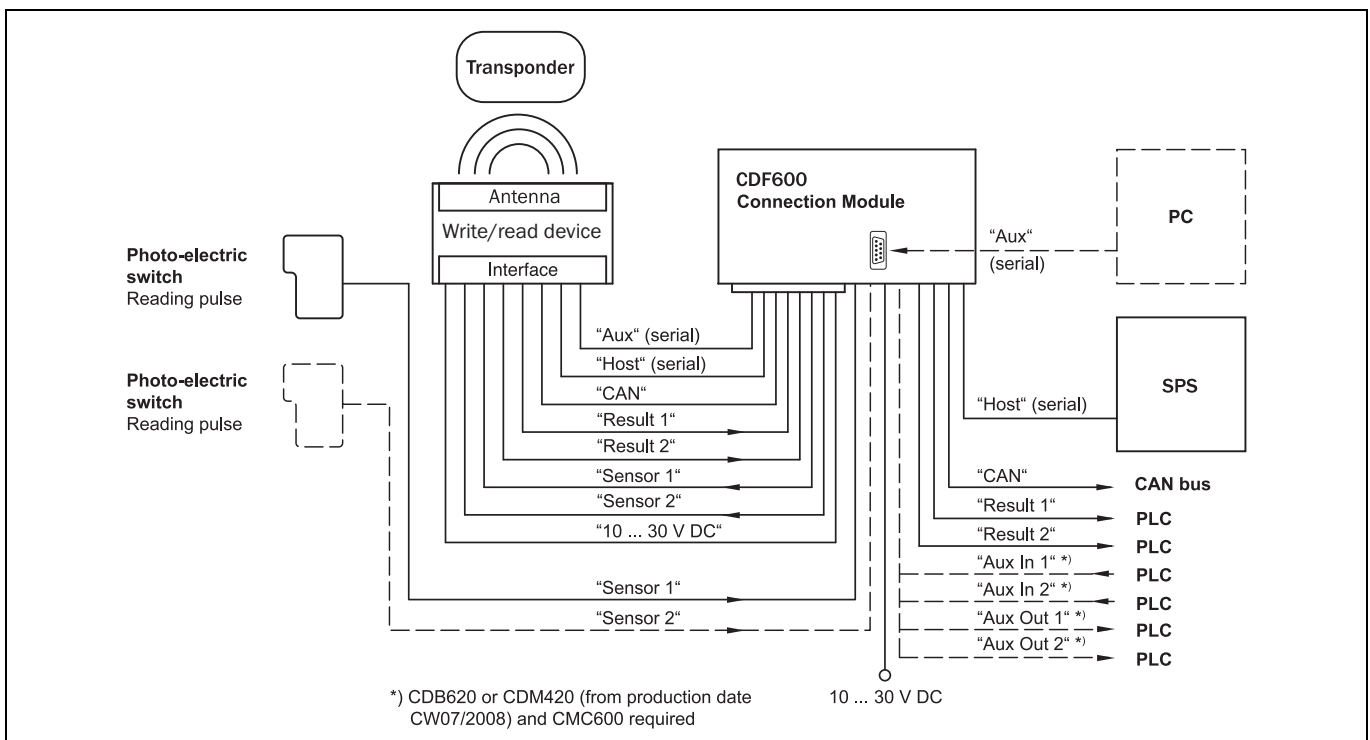 Transponder
Antenna
Write/read device
Interface
CDF600
Connection Module
PC
“Aux“
(serial)
Photo-electric
switch
Reading pulse
Photo-electric
switch
Reading pulse
“Aux“ (serial)
“Host“ (serial)
“CAN“
“Result 1“
“Result 2“
“Sensor 1“
“Sensor 2“
“10 ... 30 V DC“
“Sensor 1“
“Sensor 2“
SPS
“Host“ (serial)
“CAN“ CAN bus
“Result 1“ PLC
“Result 2“ PLC
“Aux In 1“ *) PLC
“Aux In 2“ *) PLC
“Aux Out 1“ *) PLC
“Aux Out 2“ *) PLC
10 ... 30 V DC
*) CDB620 or CDM420 (from production date
CW07/2008) and CMC600 required